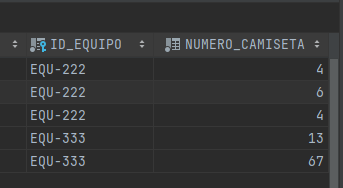 ID_EQUIPO NUMERO_CAMISETA
EQU-222 4
EQU-222 6
EQU-222 4
EQU-333 13
EQU-333 67